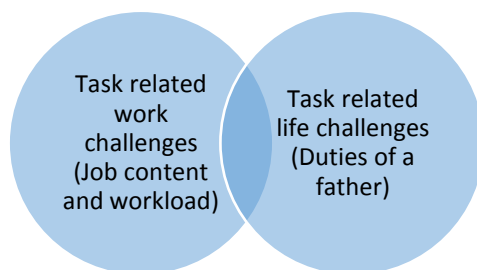 Task related
work
challenges
(Job content
and workload)
Task related
life challenges
(Duties of a
father)